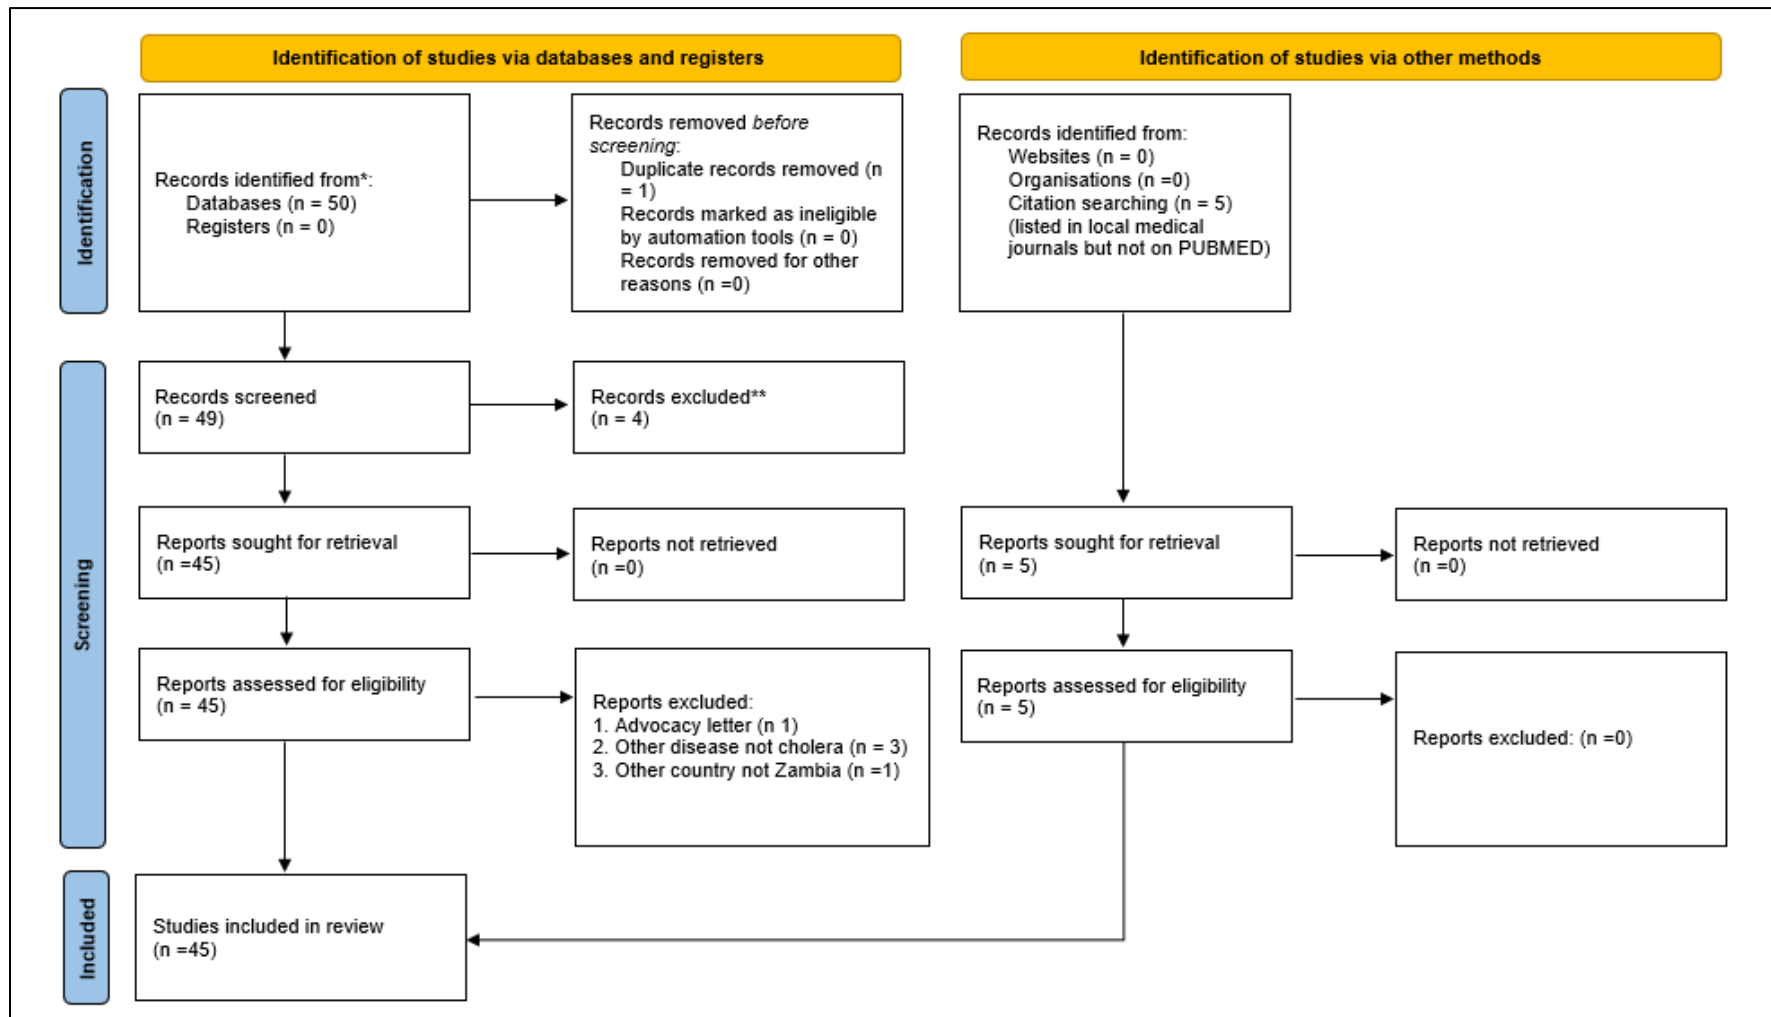 Identification of studies via databases and registers
Identification of studies via other methods
Identification
Records identified from*:
Databases (n = 50)
Registers (n = 0)
Records removed before
screening:
Duplicate records removed (n
= 1)
Records marked as ineligible
by automation tools (n = 0)
Records removed for other
reasons (n =0)
Records identified from:
Websites (n = 0)
Organisations (n =0)
Citation searching (n = 5)
(listed in local medical
journals but not on PUBMED)
Screening
Records screened
(n = 49)
Records excluded**
(n = 4)
Reports sought for retrieval
(n =45)
Reports not retrieved
(n =0)
Reports sought for retrieval
(n = 5)
Reports not retrieved
(n =0)
Reports assessed for eligibility
(n = 45)
Reports excluded:
1. Advocacy letter (n 1)
2. Other disease not cholera (n = 3)
3. Other country not Zambia (n =1)
Reports assessed for eligibility
(n = 5)
Reports excluded: (n =0)
Included
Studies included in review
(n =45)